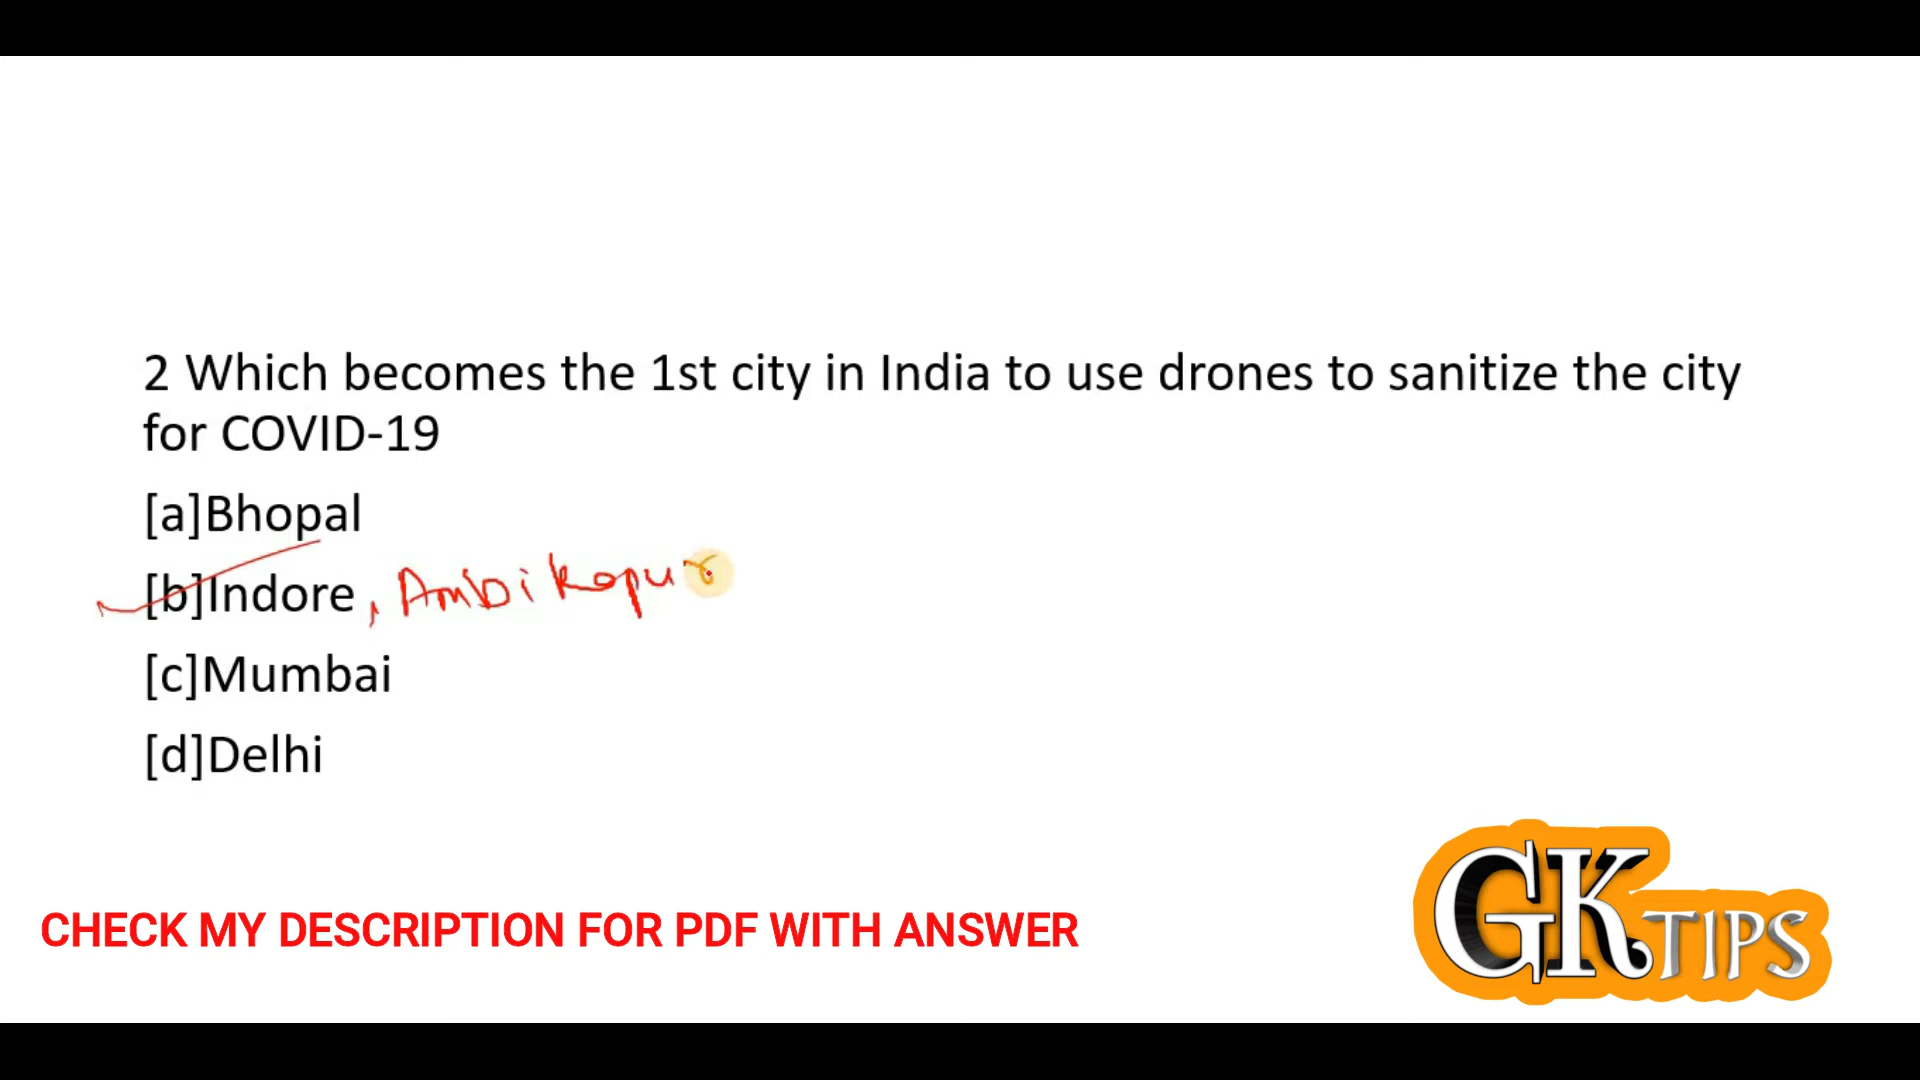 2 Which becomes the 1st city in India to use drones to sanitize the city
for COVID-19
[a]Bhopal
[b]Indore , Ambikapur
[c]Mumbai
[d]Delhi
CHECK MY DESCRIPTION FOR PDF WITH ANSWER
GK TIPS